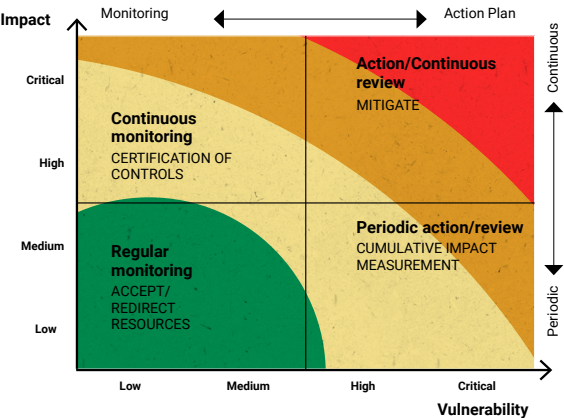 Impact
Monitoring
Action Plan
Continuous
Critical
Action/Continuous
review
MITIGATE
Continuous
monitoring
CERTIFICATION OF
CONTROLS
High
Periodic action/review
CUMULATIVE IMPACT
MEASUREMENT
Medium
Regular
monitoring
ACCEPT/
REDIRECT
RESOURCES
Periodic
Low
Low
Medium
High
Critical
Vulnerability